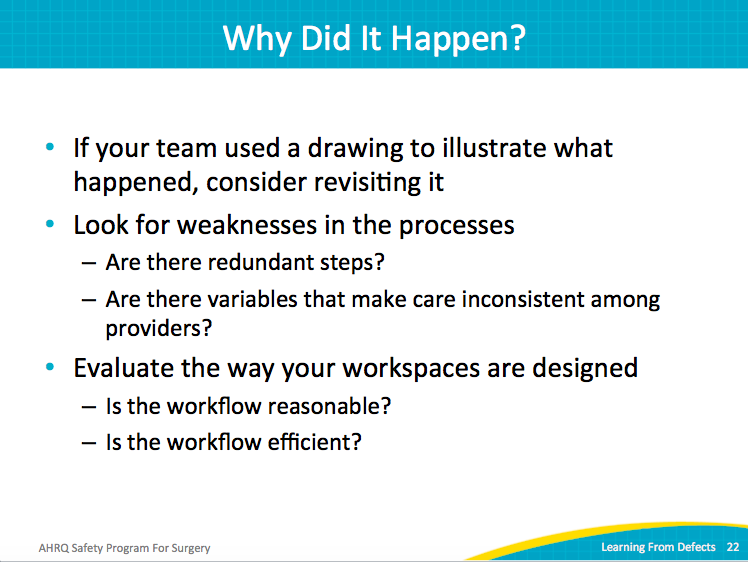 Why Did It Happen?
• If your team used a drawing to illustrate what
happened, consider revisiting it
• Look for weaknesses in the processes
– Are there redundant steps?
– Are there variables that make care inconsistent among
providers?
• Evaluate the way your workspaces are designed
– Is the workflow reasonable?
– Is the workflow efficient?
AHRQ Safety Program For Surgery
Learning From Defects 22